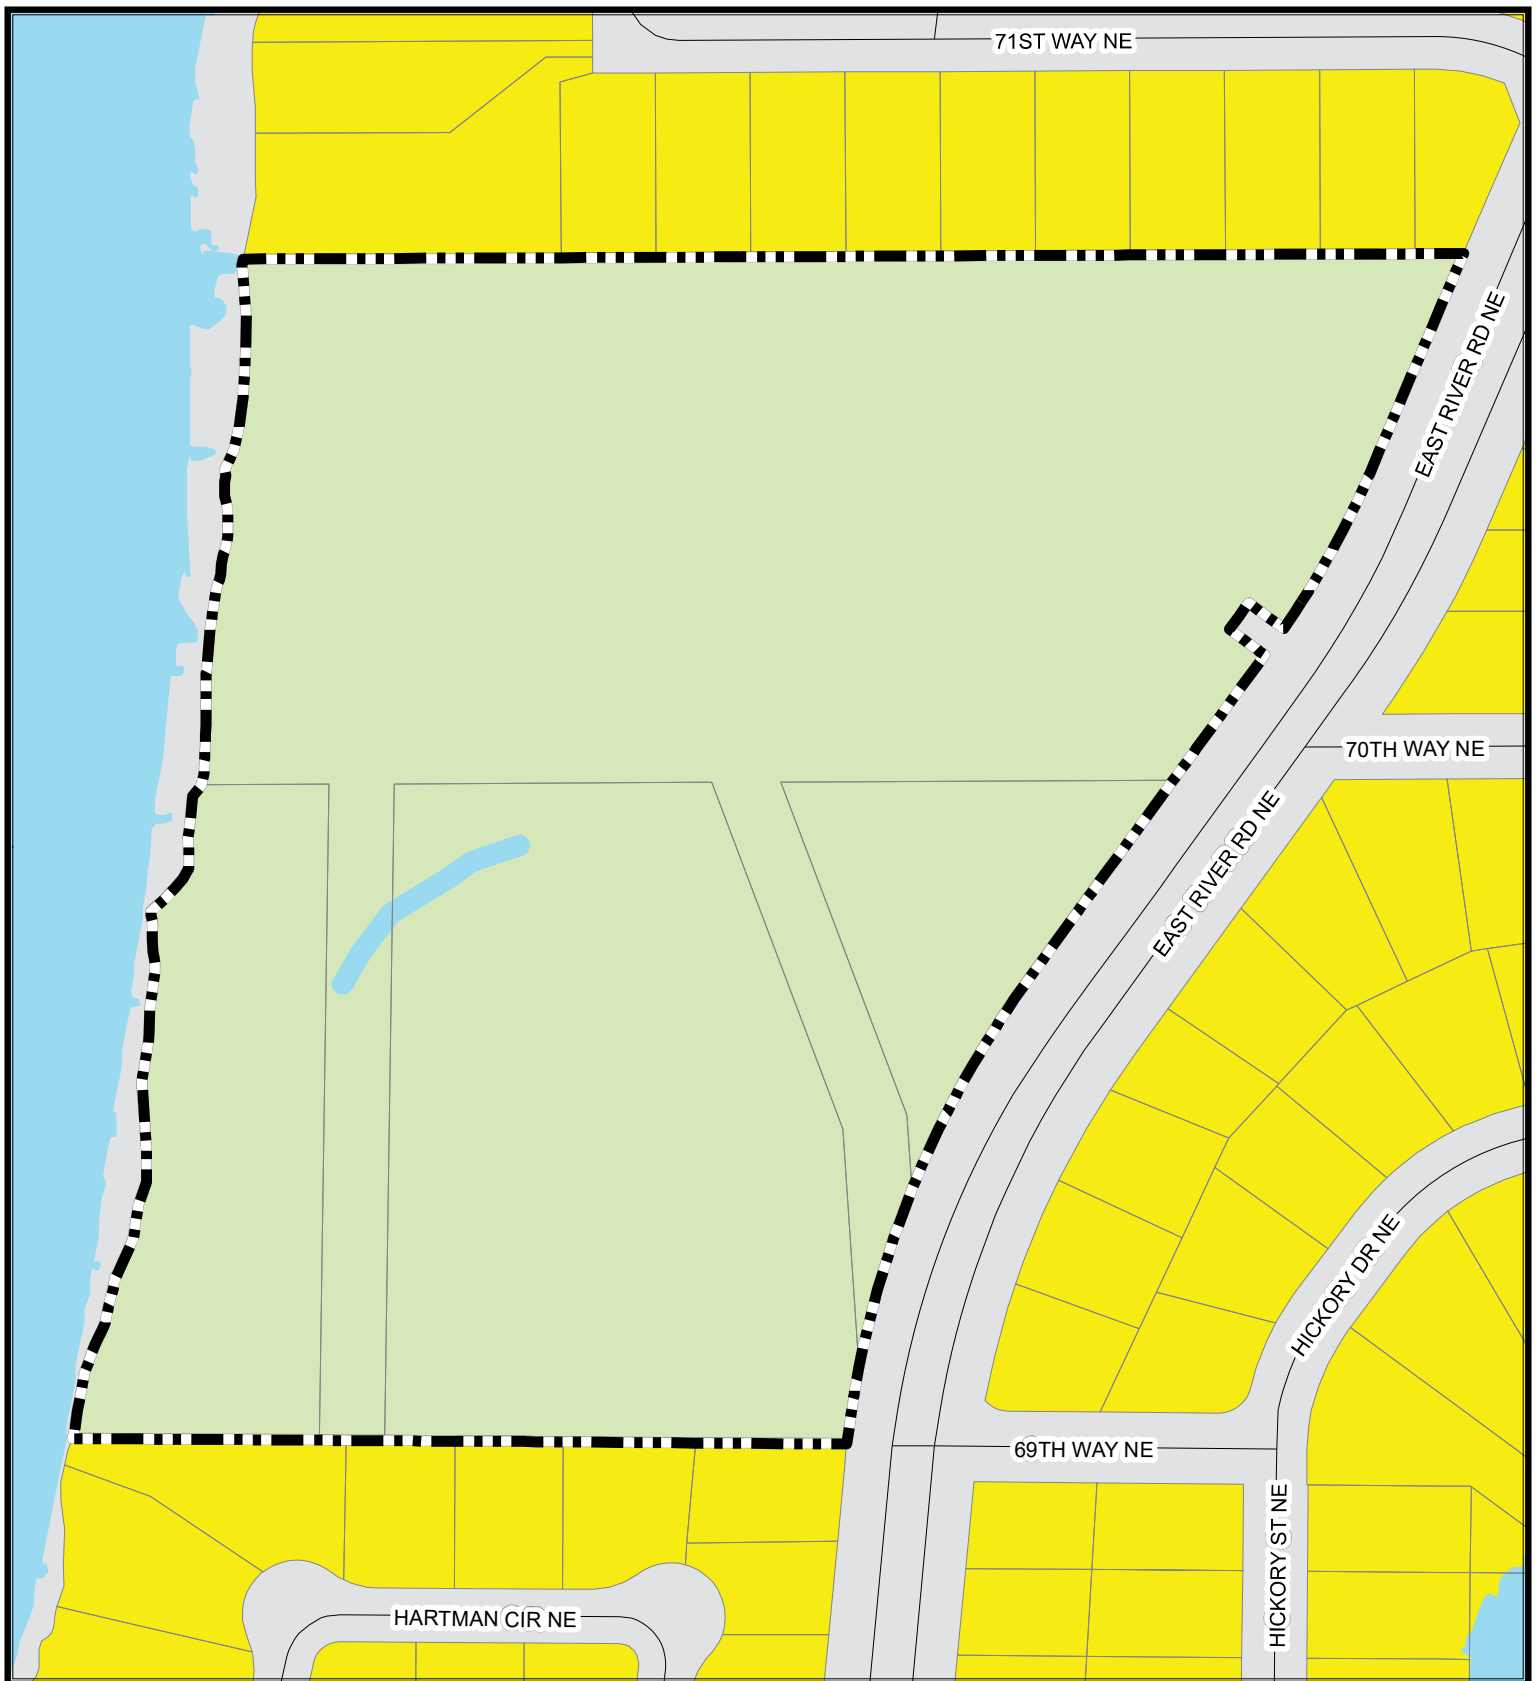 71ST WAY NE
EAST RIVER RD NE
70TH WAY NE
EAST RIVER RD NE
HICKORY DR NE
69TH WAY NE
HICKORY ST NE
HARTMAN CIR NE